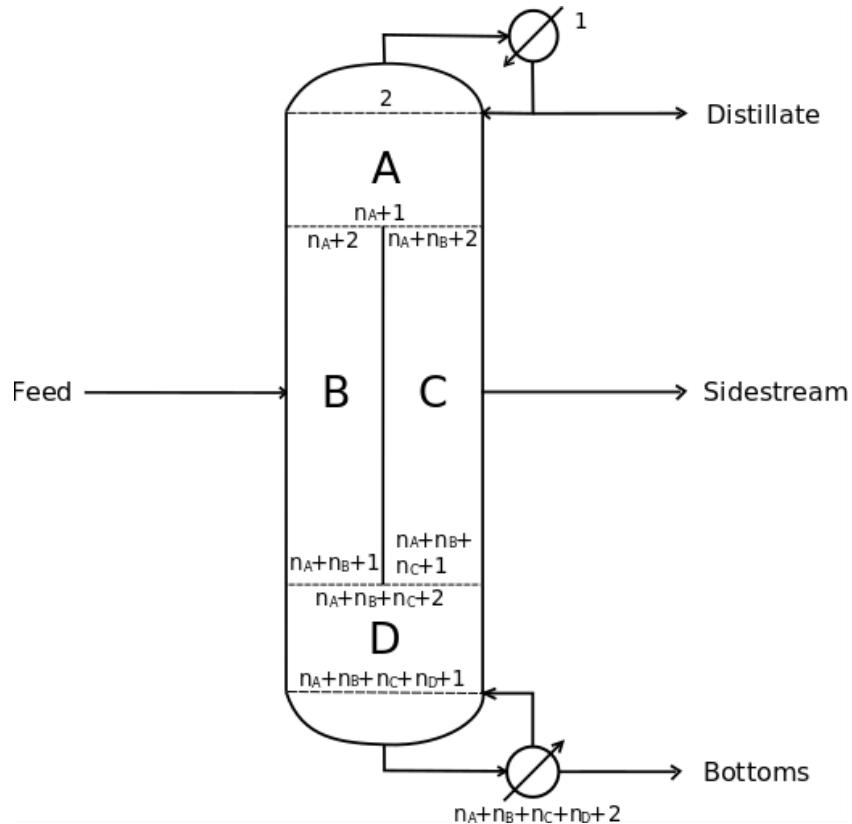 1
2
Distillate
A
nA+1
nA+2
nA+nB+2
Feed
B
C
Sidestream
nA+nB+
nA+nB+1
nC+1
nA+nB+nC+2
D
nA+nB+nC+nD+1
Bottoms
nA+nB+nC+nD+2